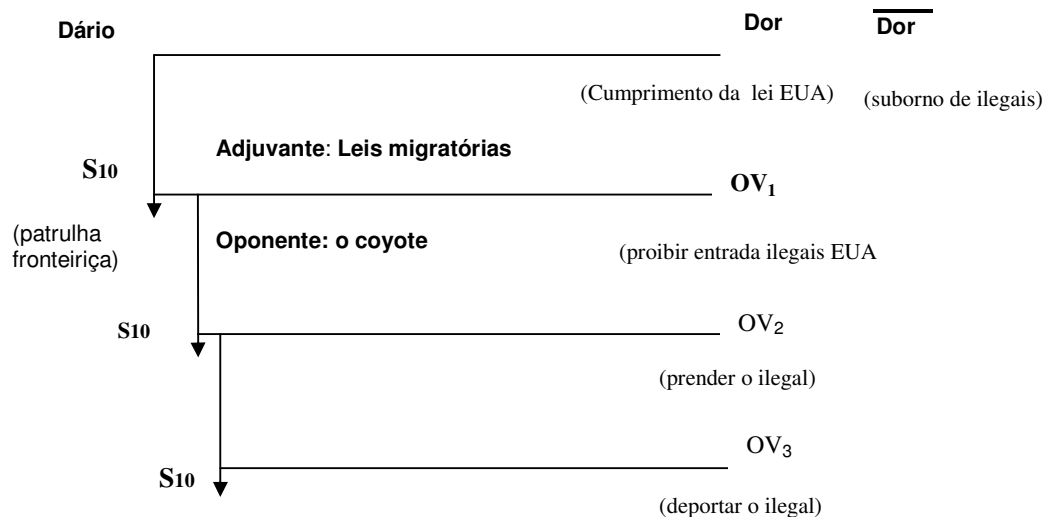 Dário Dor D̅o̅r̅
(Cumprimento da lei EUA) (suborno de ilegais)
Adjuvante: Leis migratórias
S10 OV1
(patrulha
fronteiriça)
Oponente: o coyote
(proibir entrada ilegais EUA
S10 OV2
(prender o ilegal)
OV3
S10
(deportar o ilegal)